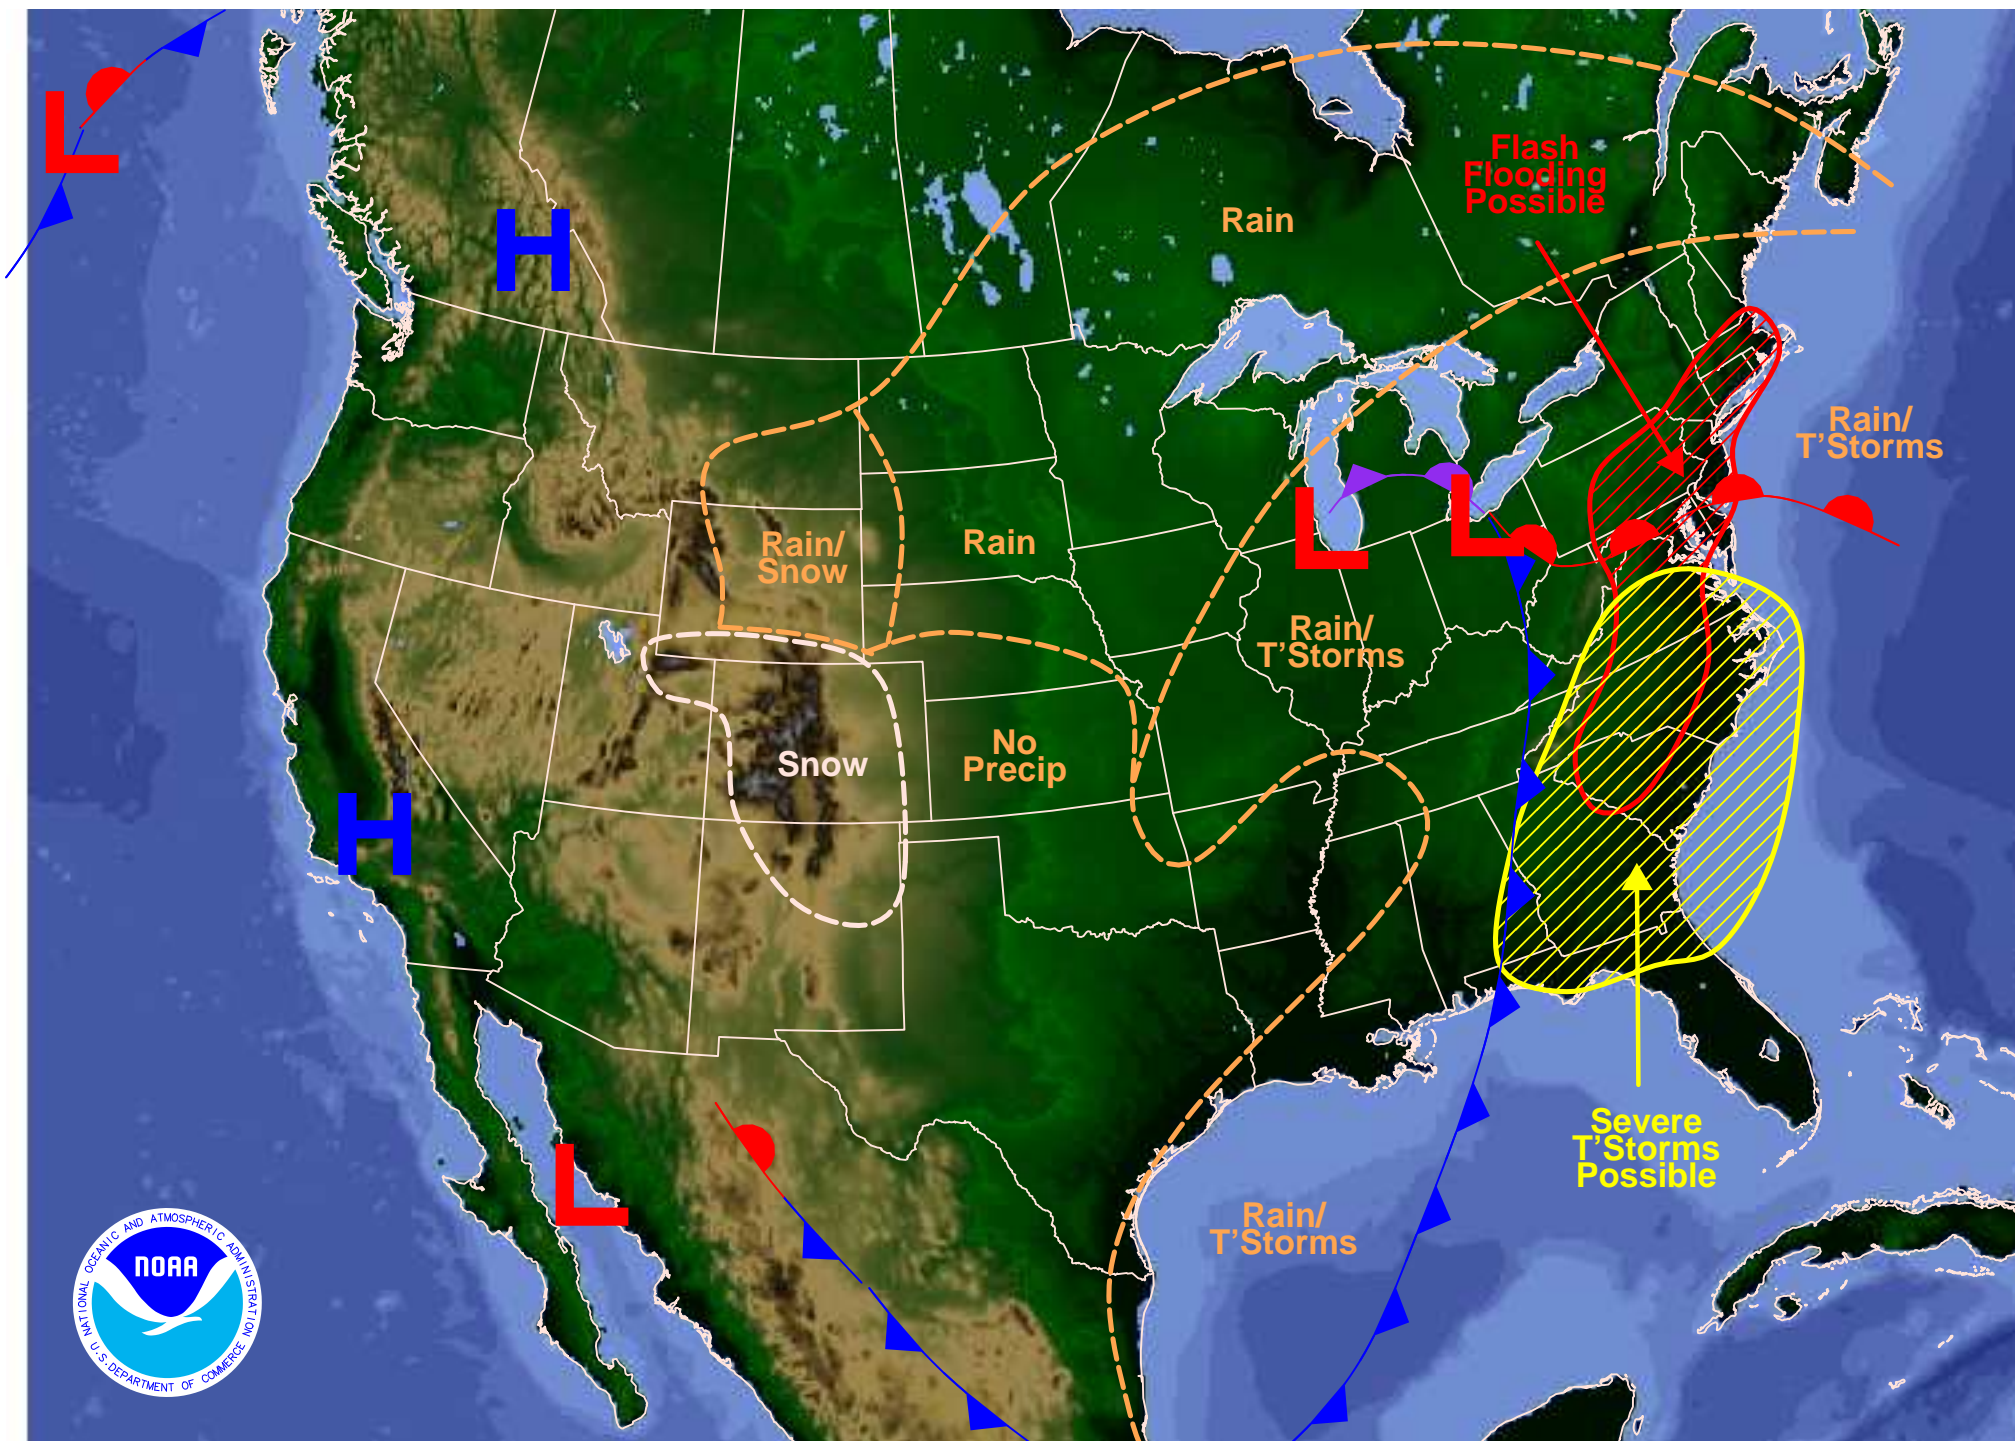 L
H
Flash
Flooding
Possible
Rain
Rain/
T'Storms
L
L
Rain/
Snow
Rain
Rain/
T'Storms
No
Precip
Snow
H
Severe
T'Storms
Possible
L
Rain/
T'Storms
NATIONAL OCEANIC AND ATMOSPHERIC ADMINISTRATION
NOAA
U.S. DEPARTMENT OF COMMERCE